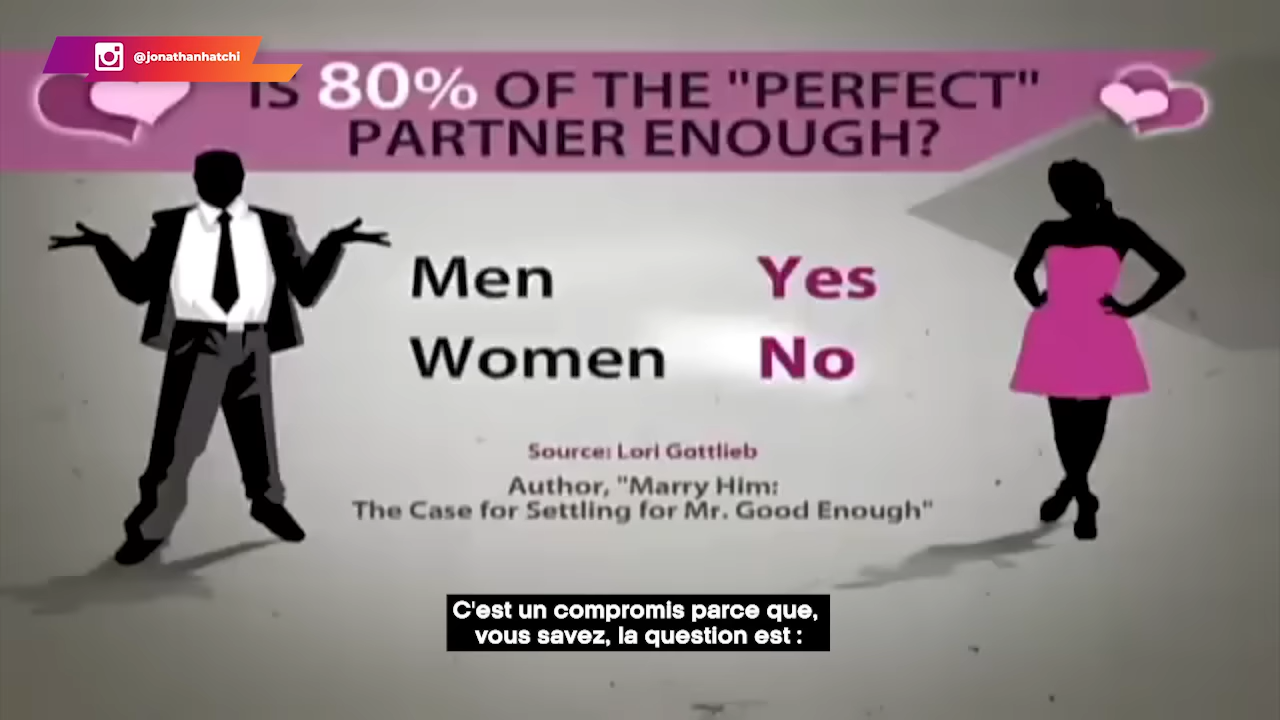 @jonathanhatchi
IS 80% OF THE "PERFECT"
PARTNER ENOUGH?
Men Yes
Women No
Source: Lori Gottlieb
Author, "Marry Him:
The Case for Settling for Mr. Good Enough"
C'est un compromis parce que,
vous savez, la question est :